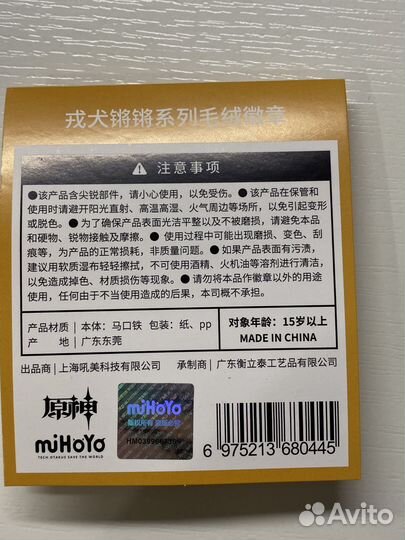 戎犬锵锵系列毛绒徽章
注意事项
●该产品含尖锐部件，请小心使用，以免受伤。●该产品在保管和
使用时请避开阳光直射、高温高湿、火气周边等场所，以免引起变形
或脱色。●为了确保产品表面光洁平整以及不被磨损，请避免本品
和硬物、锐物接触及摩擦。● 使用过程中可能出现磨损、变色、刮
痕等，为产品的正常损耗，非质量问题。●如果产品表面有污渍，
建议用软质湿布轻轻擦拭，不可使用酒精、火机油等溶剂进行清洁，
以免造成掉色、材质损伤等现象。●请勿将本品作徽章以外的用途
使用，任何由于不当使用造成的后果，本司概不承担。
产品材质 | 本体：马口铁 包装：纸、pp
产 地 | 广东东莞
对象年龄：15岁以上
MADE IN CHINA
出品商 | 上海吼美科技有限公司 承制商 | 广东衡立泰工艺品有限公司
原神
miHoYo
TECH OTAKUS SAVE THE WORLD
miHoYo
版权所有 盗版必究
6 975213 680445
Avito